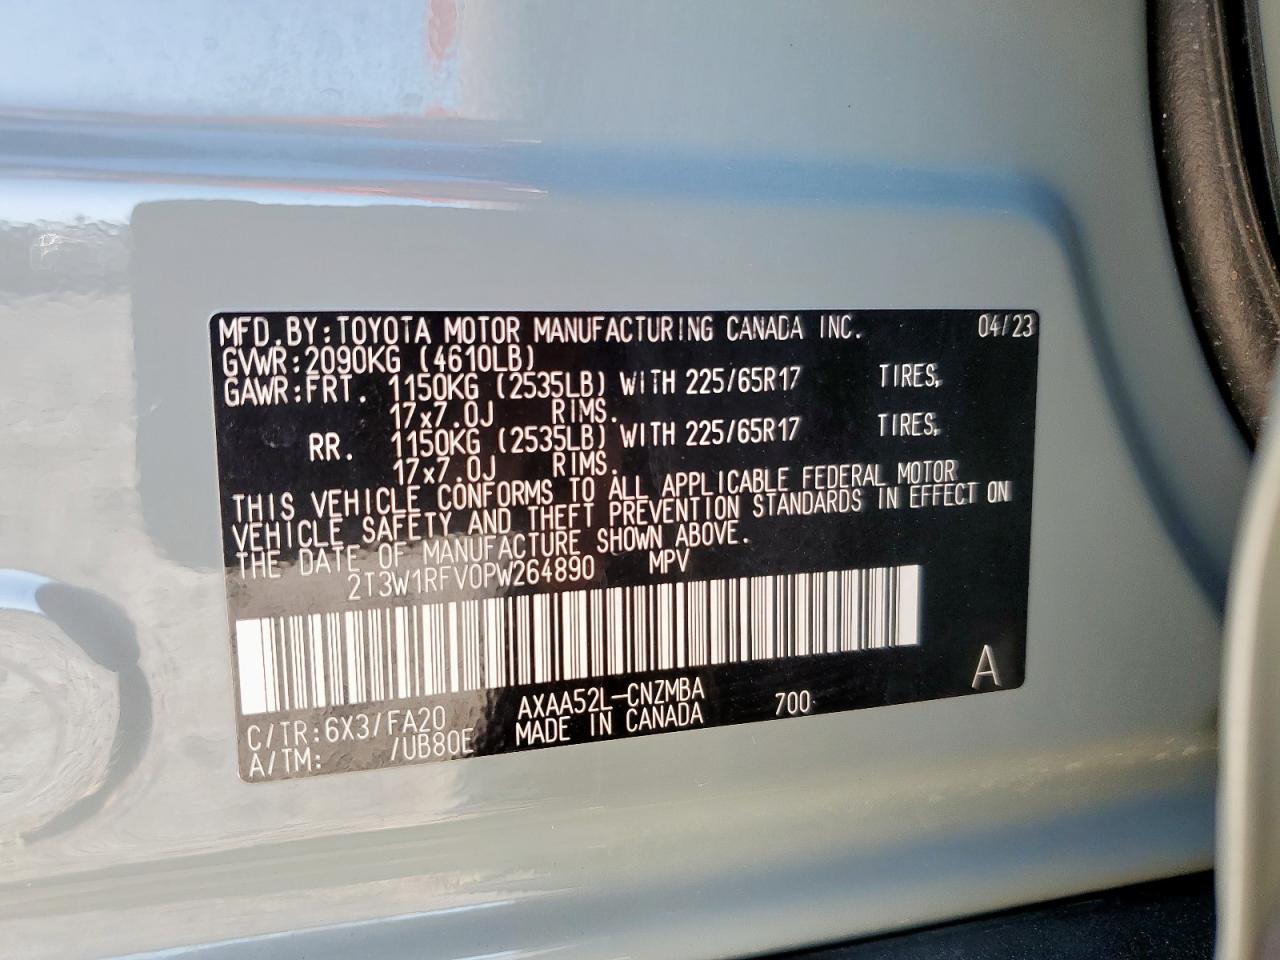 MFD.BY:TOYOTA MOTOR MANUFACTURING CANADA INC. 04/23
GVWR:2090KG (4610LB)
GAWR:FRT. 1150KG (2535LB) WITH 225/65R17 TIRES,
17x7.0J RIMS.
RR. 1150KG (2535LB) WITH 225/65R17 TIRES,
17x7.0J RIMS.
THIS VEHICLE CONFORMS TO ALL APPLICABLE FEDERAL MOTOR
VEHICLE SAFETY AND THEFT PREVENTION STANDARDS IN EFFECT ON
THE DATE OF MANUFACTURE SHOWN ABOVE.
2T3W1RFV0PW264890 MPV
A
C/TR:6X3/FA20 AXAA52L-CNZMBA 700
A/TM: /UB80E MADE IN CANADA